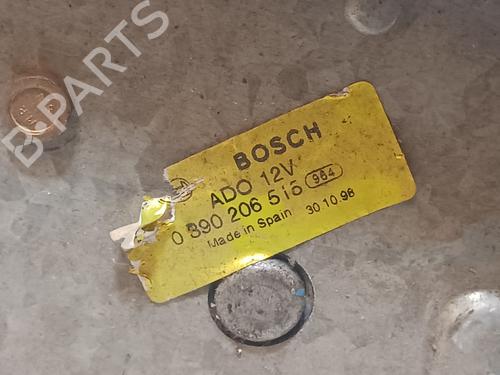 B-PARTS
BOSCH
ADO 12V
0 390 206 515 984
Made in Spain 30 10.98